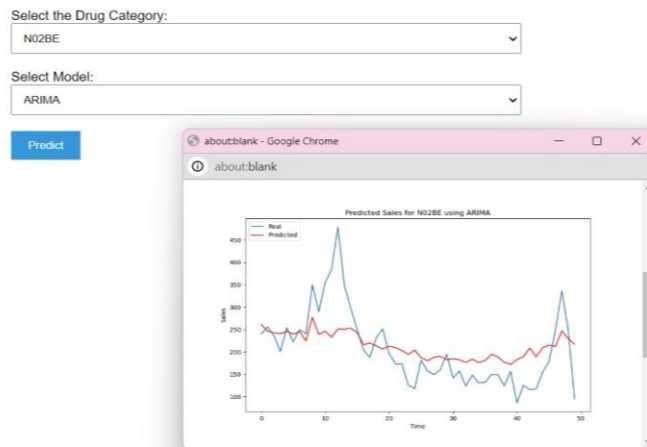 Select the Drug Category:
N02BE
Select Model:
ARIMA
Predict
about:blank - Google Chrome
about:blank
Predicted Sales for N02BE using ARIMA
Real
Predicted
450
400
350
300
250
200
150
100
Sales
0 10 20 30 40 50
Time